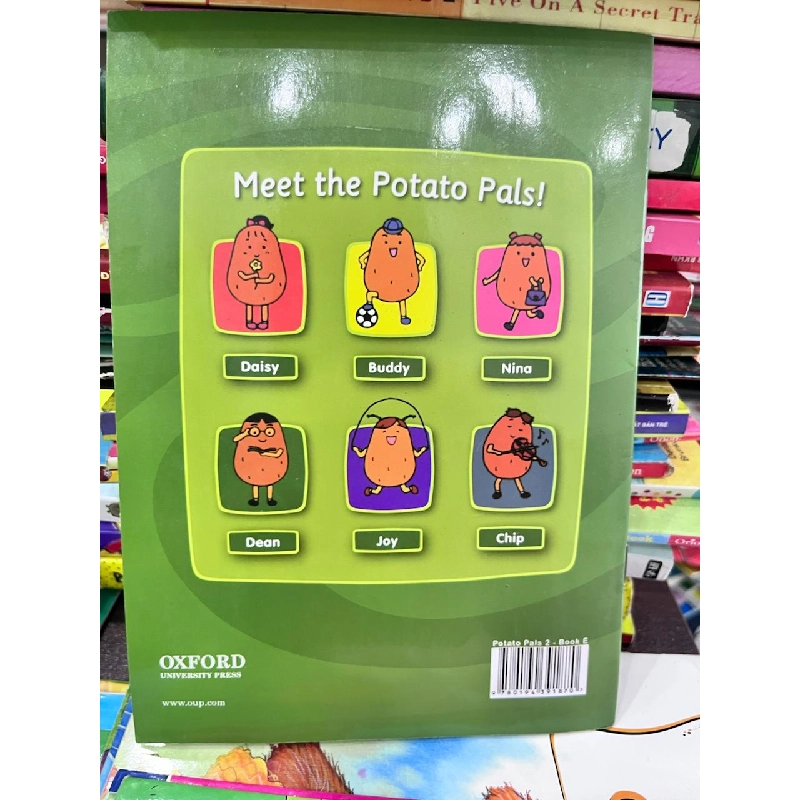 Five On A Secret Tra
Meet the Potato Pals!
Daisy
Buddy
Nina
Dean
Joy
Chip
Potato Pals 2 - Book E
OXFORD
UNIVERSITY PRESS
www.oup.com